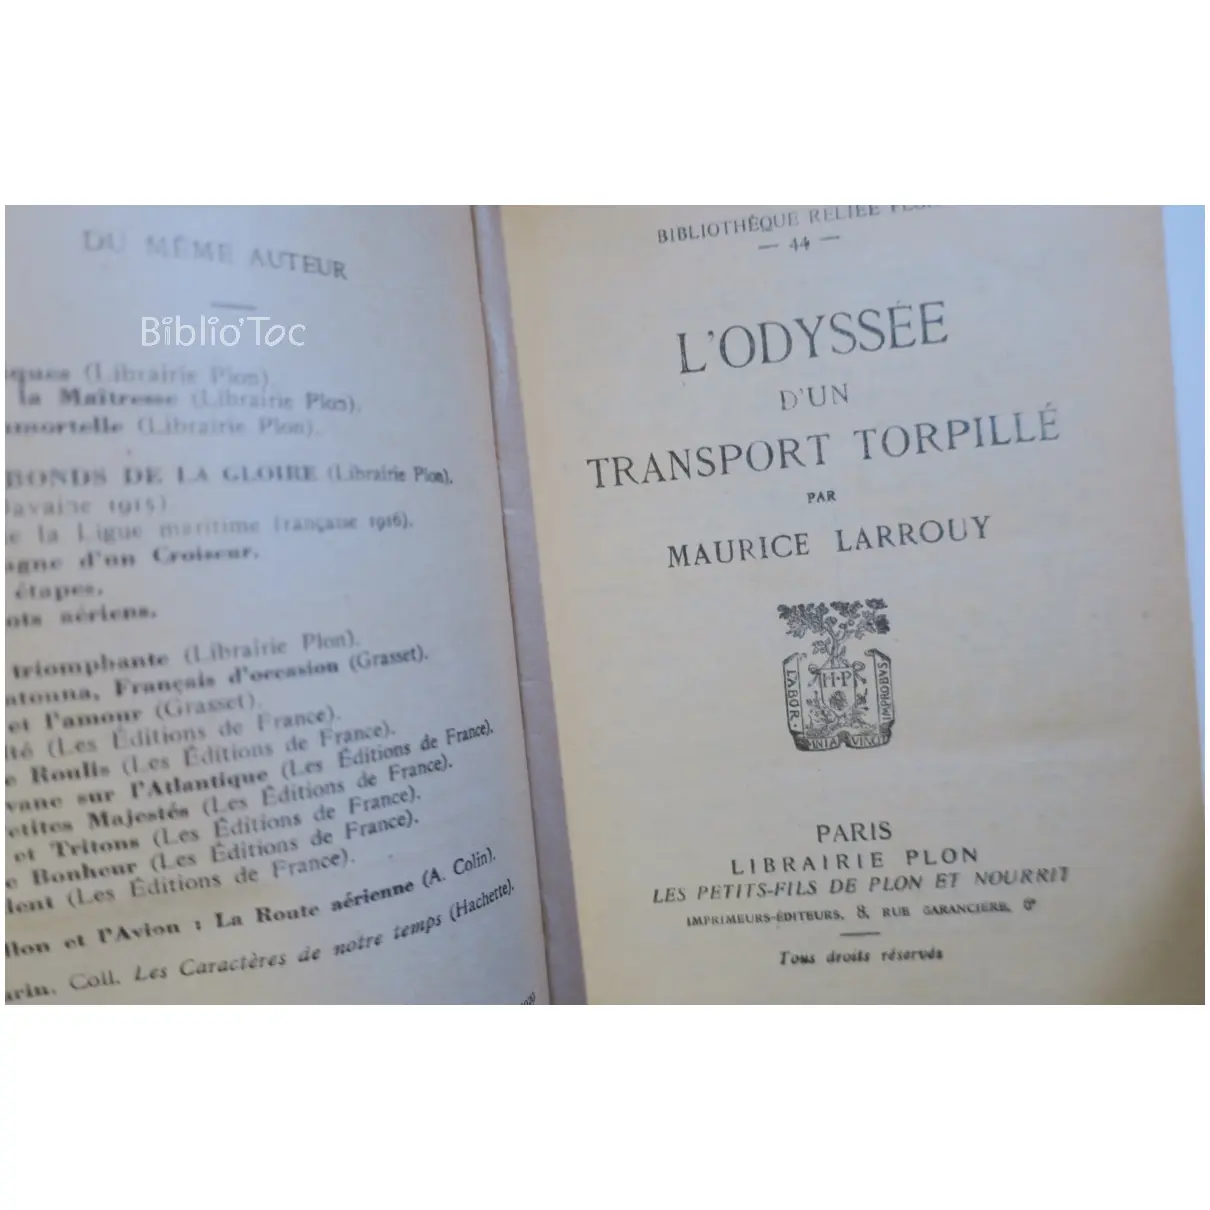 DU MÊME AUTEUR
Biblio'Toc
(Librairie Plon).
la Maîtresse (Librairie Plon).
(Librairie Plon).
DE LA GLOIRE (Librairie Plon).
1915).
la Ligue maritime française 1916).
d'un Croiseur.
étapes.
aériens.
triomphante (Librairie Plon).
Français d'occasion (Grasset).
et l'amour (Grasset).
(Les Éditions de France).
Roulis (Les Éditions de France).
sur l'Atlantique (Les Éditions de France).
Majestés (Les Éditions de France).
et Tritons (Les Éditions de France).
Bonheur (Les Éditions de France).
(Les Éditions de France).
et l'Avion : La Route aérienne (A. Colin).
Coll. Les Caractères de notre temps (Hachette).
BIBLIOTHÈQUE RELIÉE
— 44 —
L'ODYSSÉE
D'UN
TRANSPORT TORPILLÉ
PAR
MAURICE LARROUY
LABOR
H·P
IMPROBUS
PARIS
LIBRAIRIE PLON
LES PETITS-FILS DE PLON ET NOURRIT
IMPRIMEURS-ÉDITEURS, 8, RUE GARANCIÈRE, 6e
Tous droits réservés